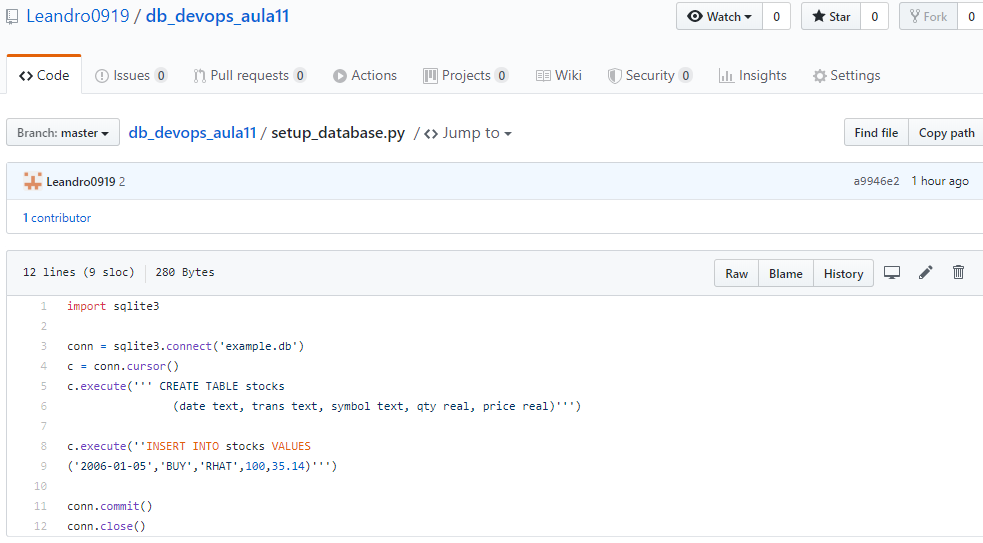 Leandro0919 / db_devops_aula11 Watch 0 Star 0 Fork 0
Code Issues 0 Pull requests 0 Actions Projects 0 Wiki Security 0 Insights Settings
Branch: master db_devops_aula11 / setup_database.py / <> Jump to Find file Copy path
Leandro0919 2 a9946e2 1 hour ago
1 contributor
12 lines (9 sloc) 280 Bytes Raw Blame History
1 import sqlite3
2
3 conn = sqlite3.connect('example.db')
4 c = conn.cursor()
5 c.execute(''' CREATE TABLE stocks
6 (date text, trans text, symbol text, qty real, price real)''')
7
8 c.execute(''INSERT INTO stocks VALUES
9 ('2006-01-05','BUY','RHAT',100,35.14)''')
10
11 conn.commit()
12 conn.close()